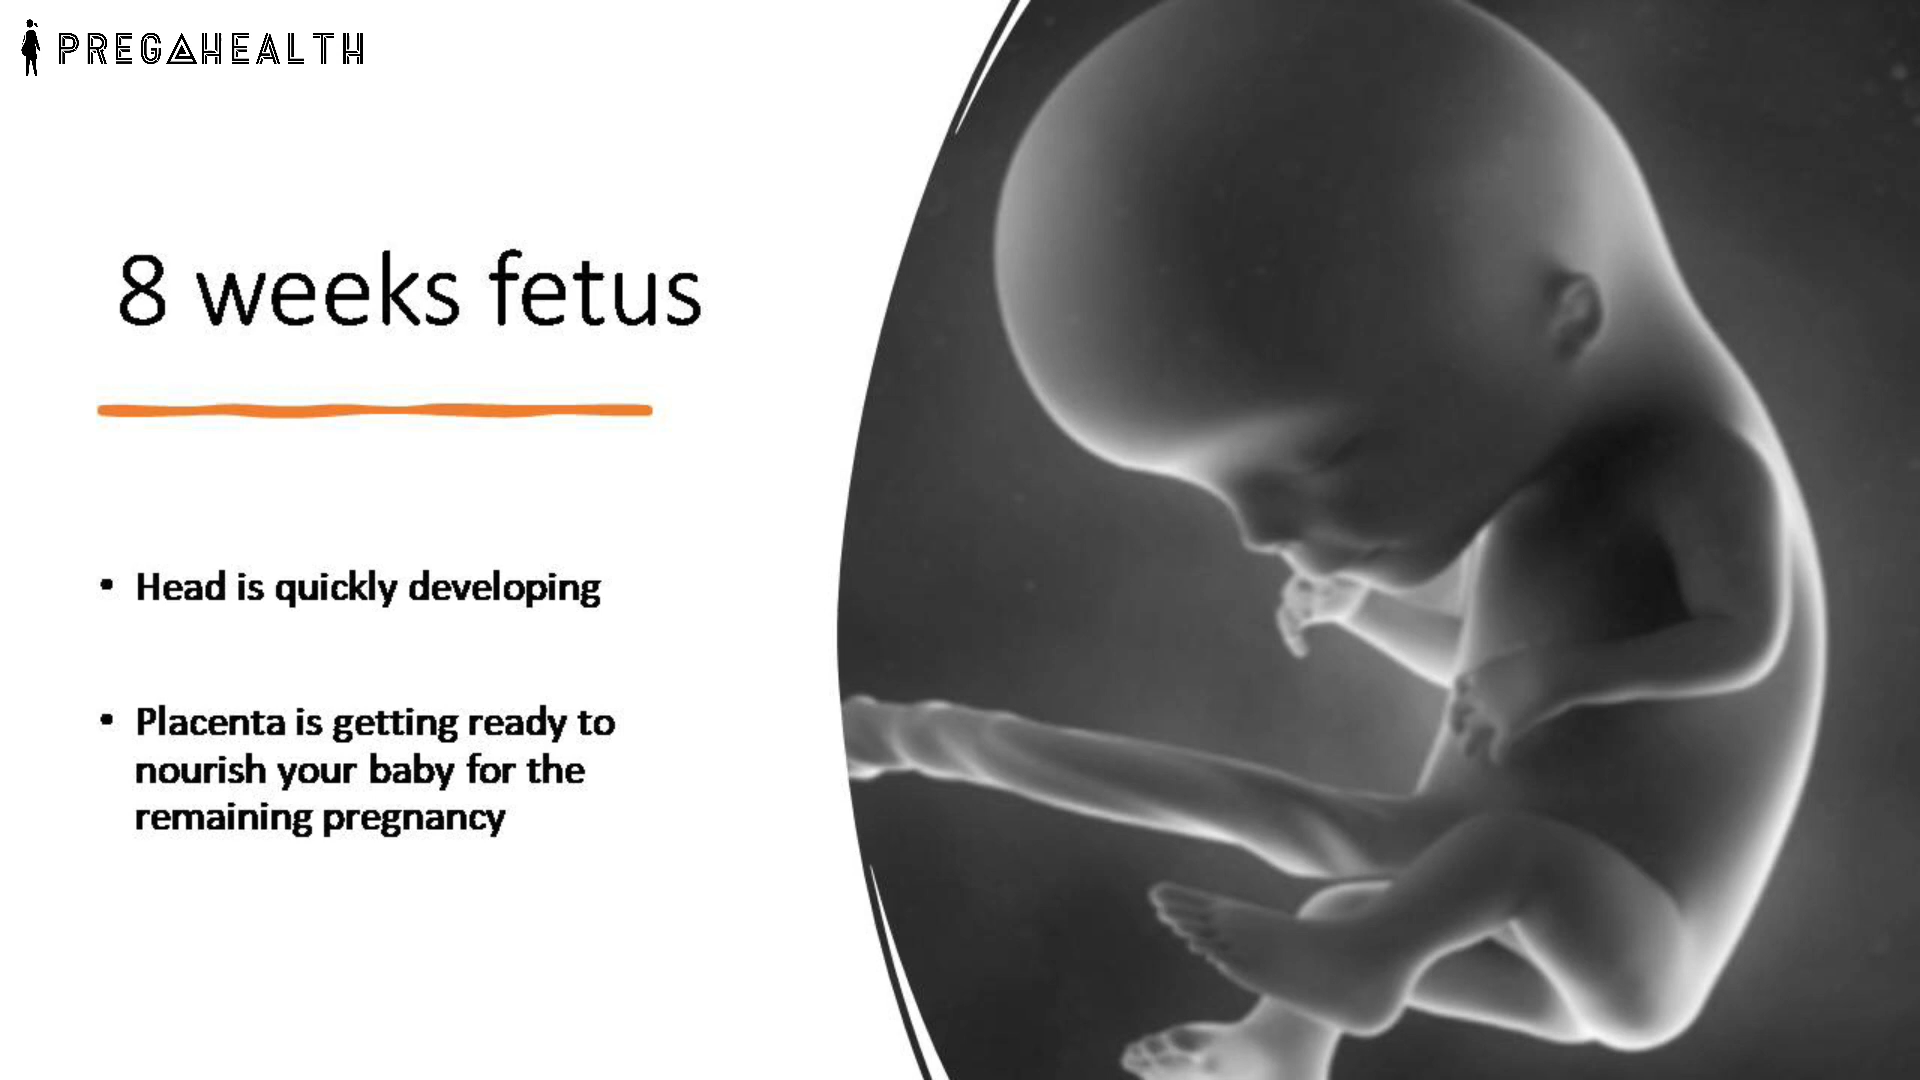 PREGAHEALTH
8 weeks fetus
• Head is quickly developing
• Placenta is getting ready to
nourish your baby for the
remaining pregnancy